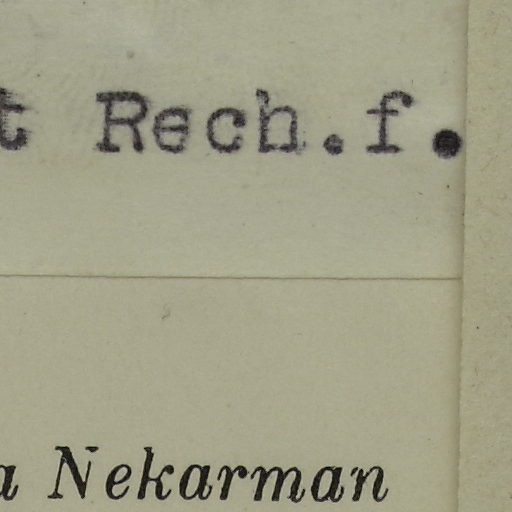 t Rech.f.
a Nekarman